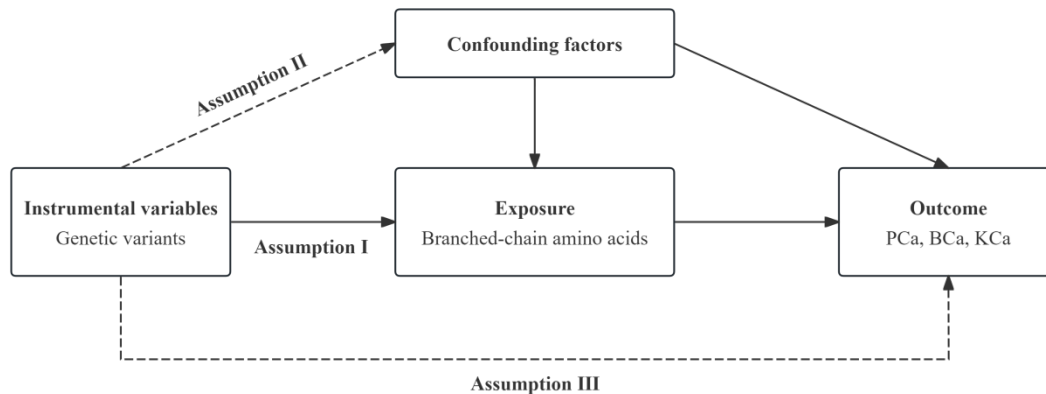 Confounding factors
Assumption II
Instrumental variables
Genetic variants
Assumption I
Exposure
Branched-chain amino acids
Outcome
PCa, BCa, KCa
Assumption III